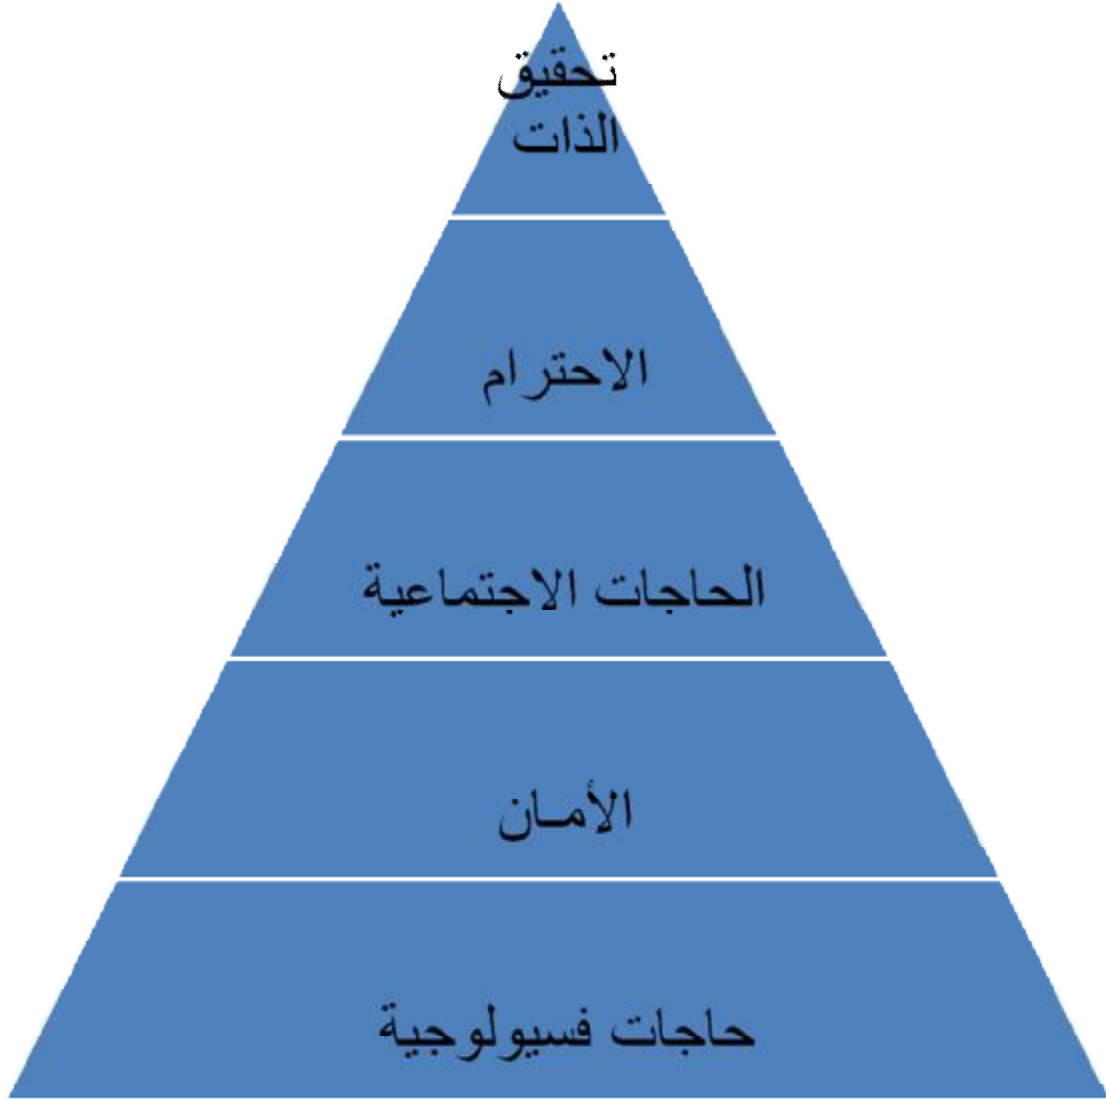 تحقيق
الذات
الاحترام
الحاجات الاجتماعية
الأمـان
حاجات فسيولوجية